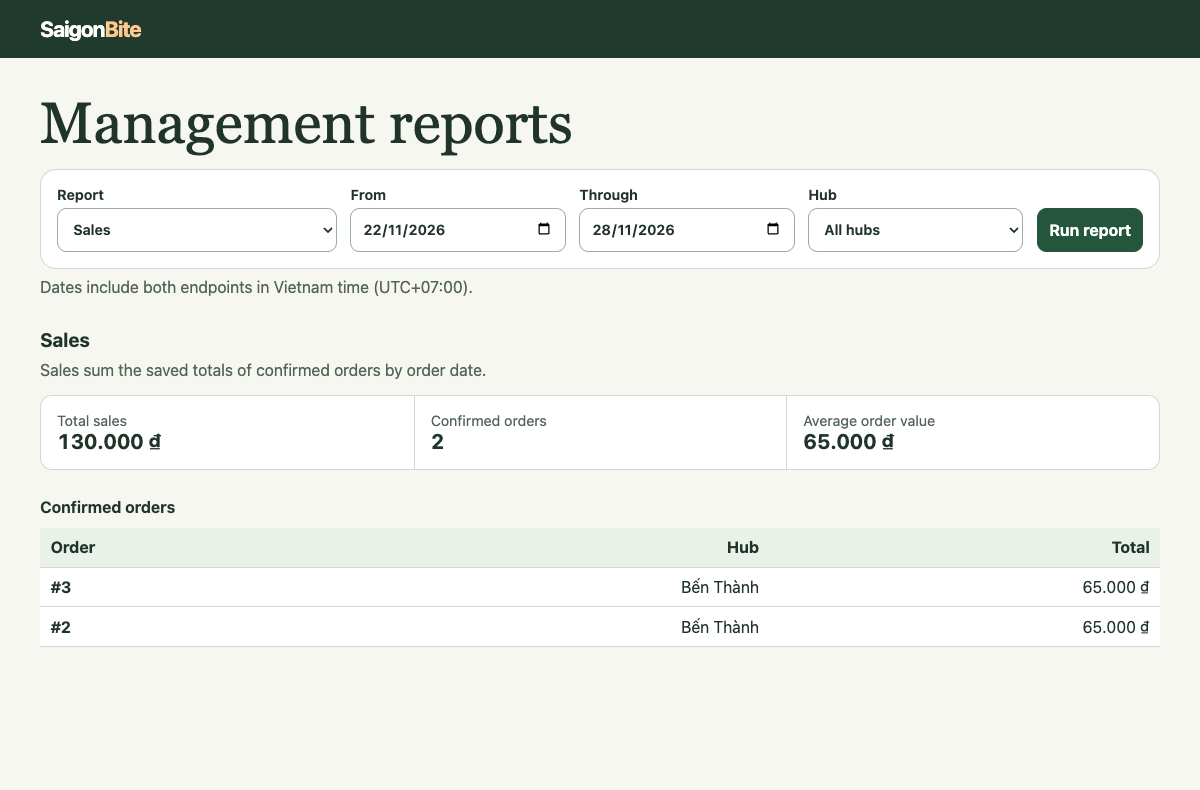 SaigonBite
Management reports
Report From Through Hub
Sales 22/11/2026 28/11/2026 All hubs Run report
Dates include both endpoints in Vietnam time (UTC+07:00).
Sales
Sales sum the saved totals of confirmed orders by order date.
Total sales Confirmed orders Average order value
130.000 ₫ 2 65.000 ₫
Confirmed orders
Order Hub Total
#3 Bến Thành 65.000 ₫
#2 Bến Thành 65.000 ₫